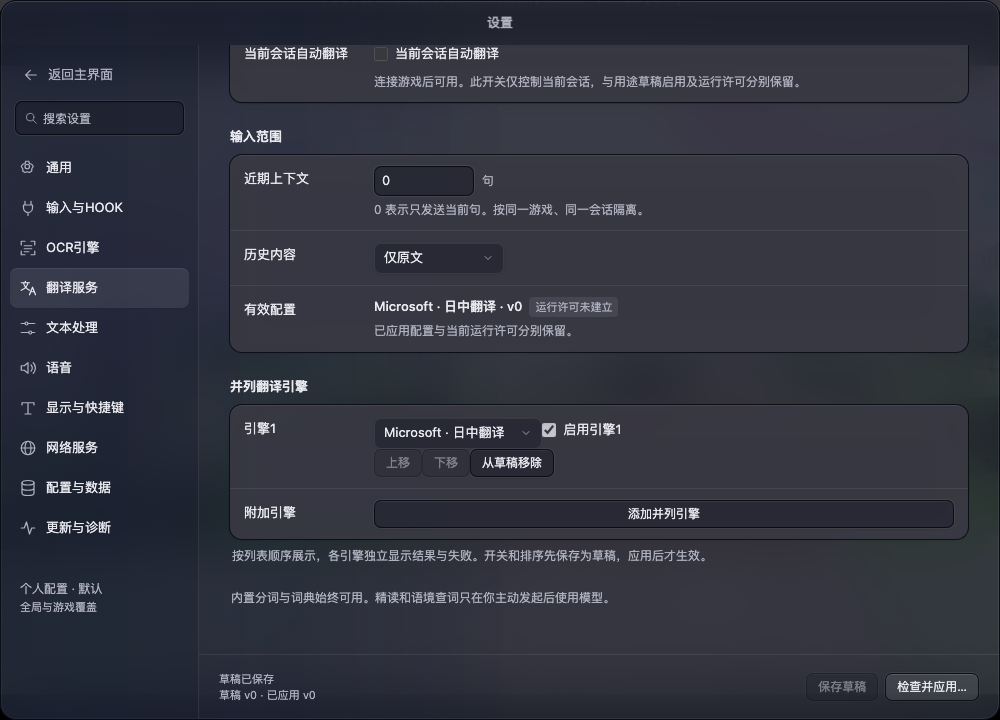 设置
返回主界面
搜索设置
通用
输入与HOOK
OCR引擎
翻译服务
文本处理
语音
显示与快捷键
网络服务
配置与数据
更新与诊断
个人配置 · 默认
全局与游戏覆盖
当前会话自动翻译 当前会话自动翻译
连接游戏后可用。此开关仅控制当前会话，与用途草稿启用及运行许可分别保留。
输入范围
近期上下文 0 句
0 表示只发送当前句。按同一游戏、同一会话隔离。
历史内容 仅原文
有效配置 Microsoft · 日中翻译 · v0 运行许可未建立
已应用配置与当前运行许可分别保留。
并列翻译引擎
引擎1 Microsoft · 日中翻译 启用引擎1
上移 下移 从草稿移除
附加引擎 添加并列引擎
按列表顺序展示，各引擎独立显示结果与失败。开关和排序先保存为草稿，应用后才生效。
内置分词与词典始终可用。精读和语境查词只在你主动发起后使用模型。
草稿已保存
草稿 v0 · 已应用 v0
保存草稿 检查并应用...